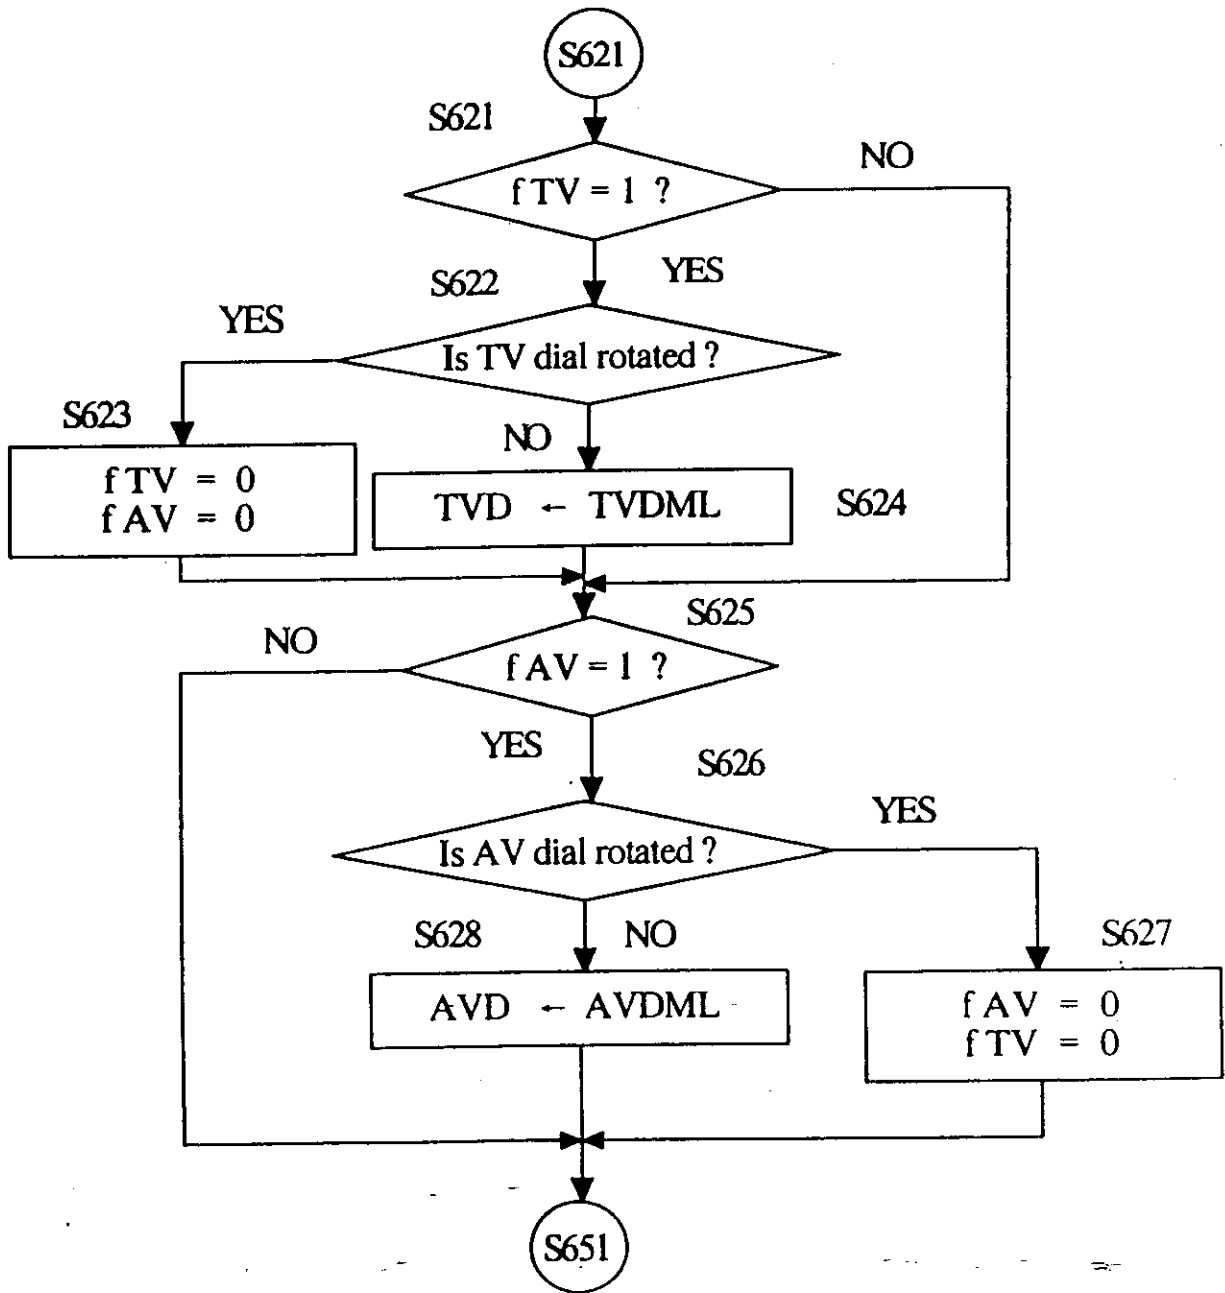 S621
S621
NO
f TV = 1 ?
YES
S622
YES
Is TV dial rotated ?
S623
NO
f TV = 0
f AV = 0
TVD ← TVDML
S624
S625
NO
f AV = 1 ?
YES
S626
YES
Is AV dial rotated ?
S628
NO
S627
AVD ← AVDML
f AV = 0
f TV = 0
S651